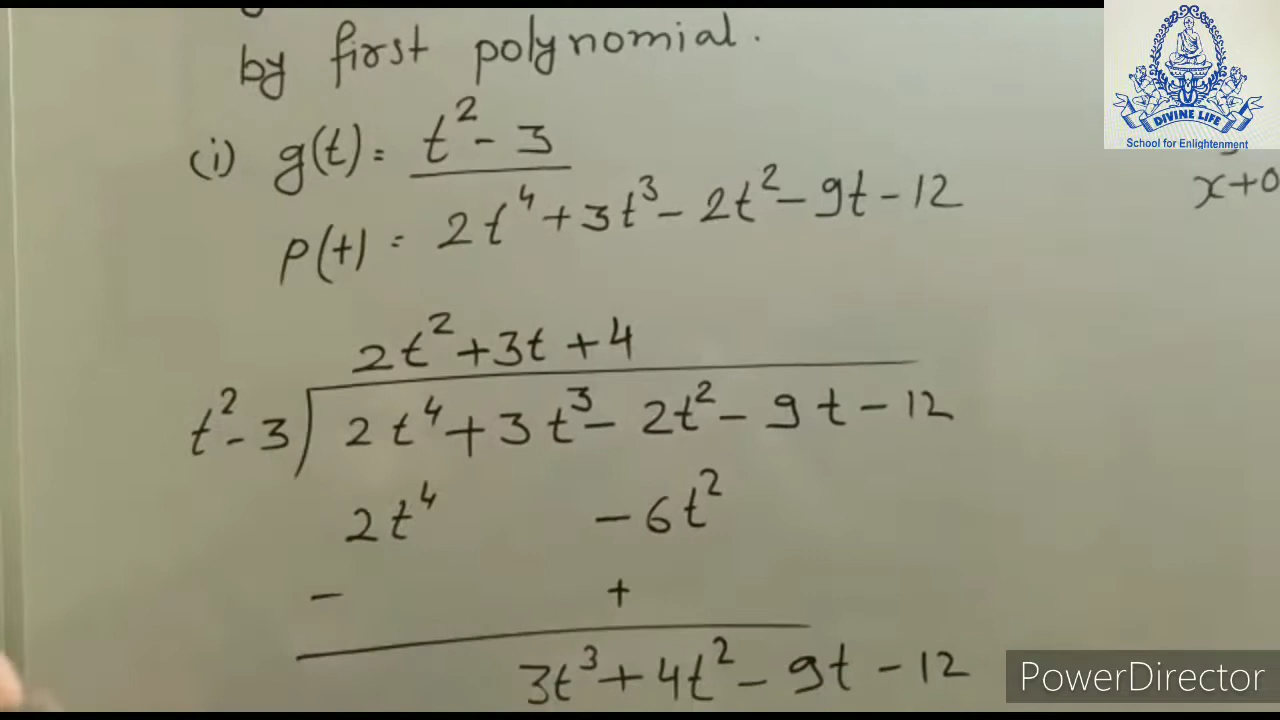 by first polynomial.
(i) g(t) = t² - 3
p(t) = 2t⁴ + 3t³ - 2t² - 9t - 12
x+0
2t² + 3t + 4
t² - 3 ) 2t⁴ + 3t³ - 2t² - 9t - 12
2t⁴ - 6t²
- +
3t³ + 4t² - 9t - 12
DIVINE LIFE
School for Enlightenment
PowerDirector